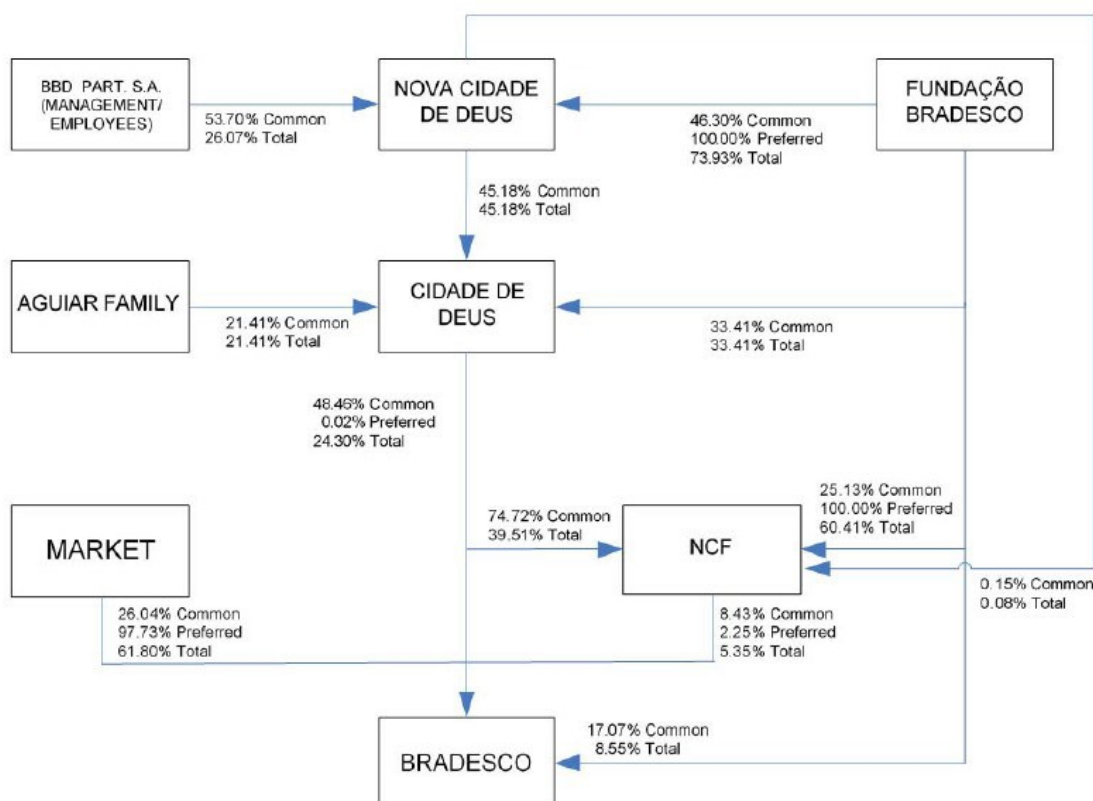 BBD PART. S.A.
(MANAGEMENT/
EMPLOYEES)
53.70% Common
26.07% Total
NOVA CIDADE
DE DEUS
46.30% Common
100.00% Preferred
73.93% Total
FUNDAÇÃO
BRADESCO
45.18% Common
45.18% Total
AGUIAR FAMILY
21.41% Common
21.41% Total
CIDADE DE
DEUS
33.41% Common
33.41% Total
48.46% Common
0.02% Preferred
24.30% Total
MARKET
26.04% Common
97.73% Preferred
61.80% Total
74.72% Common
39.51% Total
NCF
25.13% Common
100.00% Preferred
60.41% Total
0.15% Common
0.08% Total
8.43% Common
2.25% Preferred
5.35% Total
BRADESCO
17.07% Common
8.55% Total